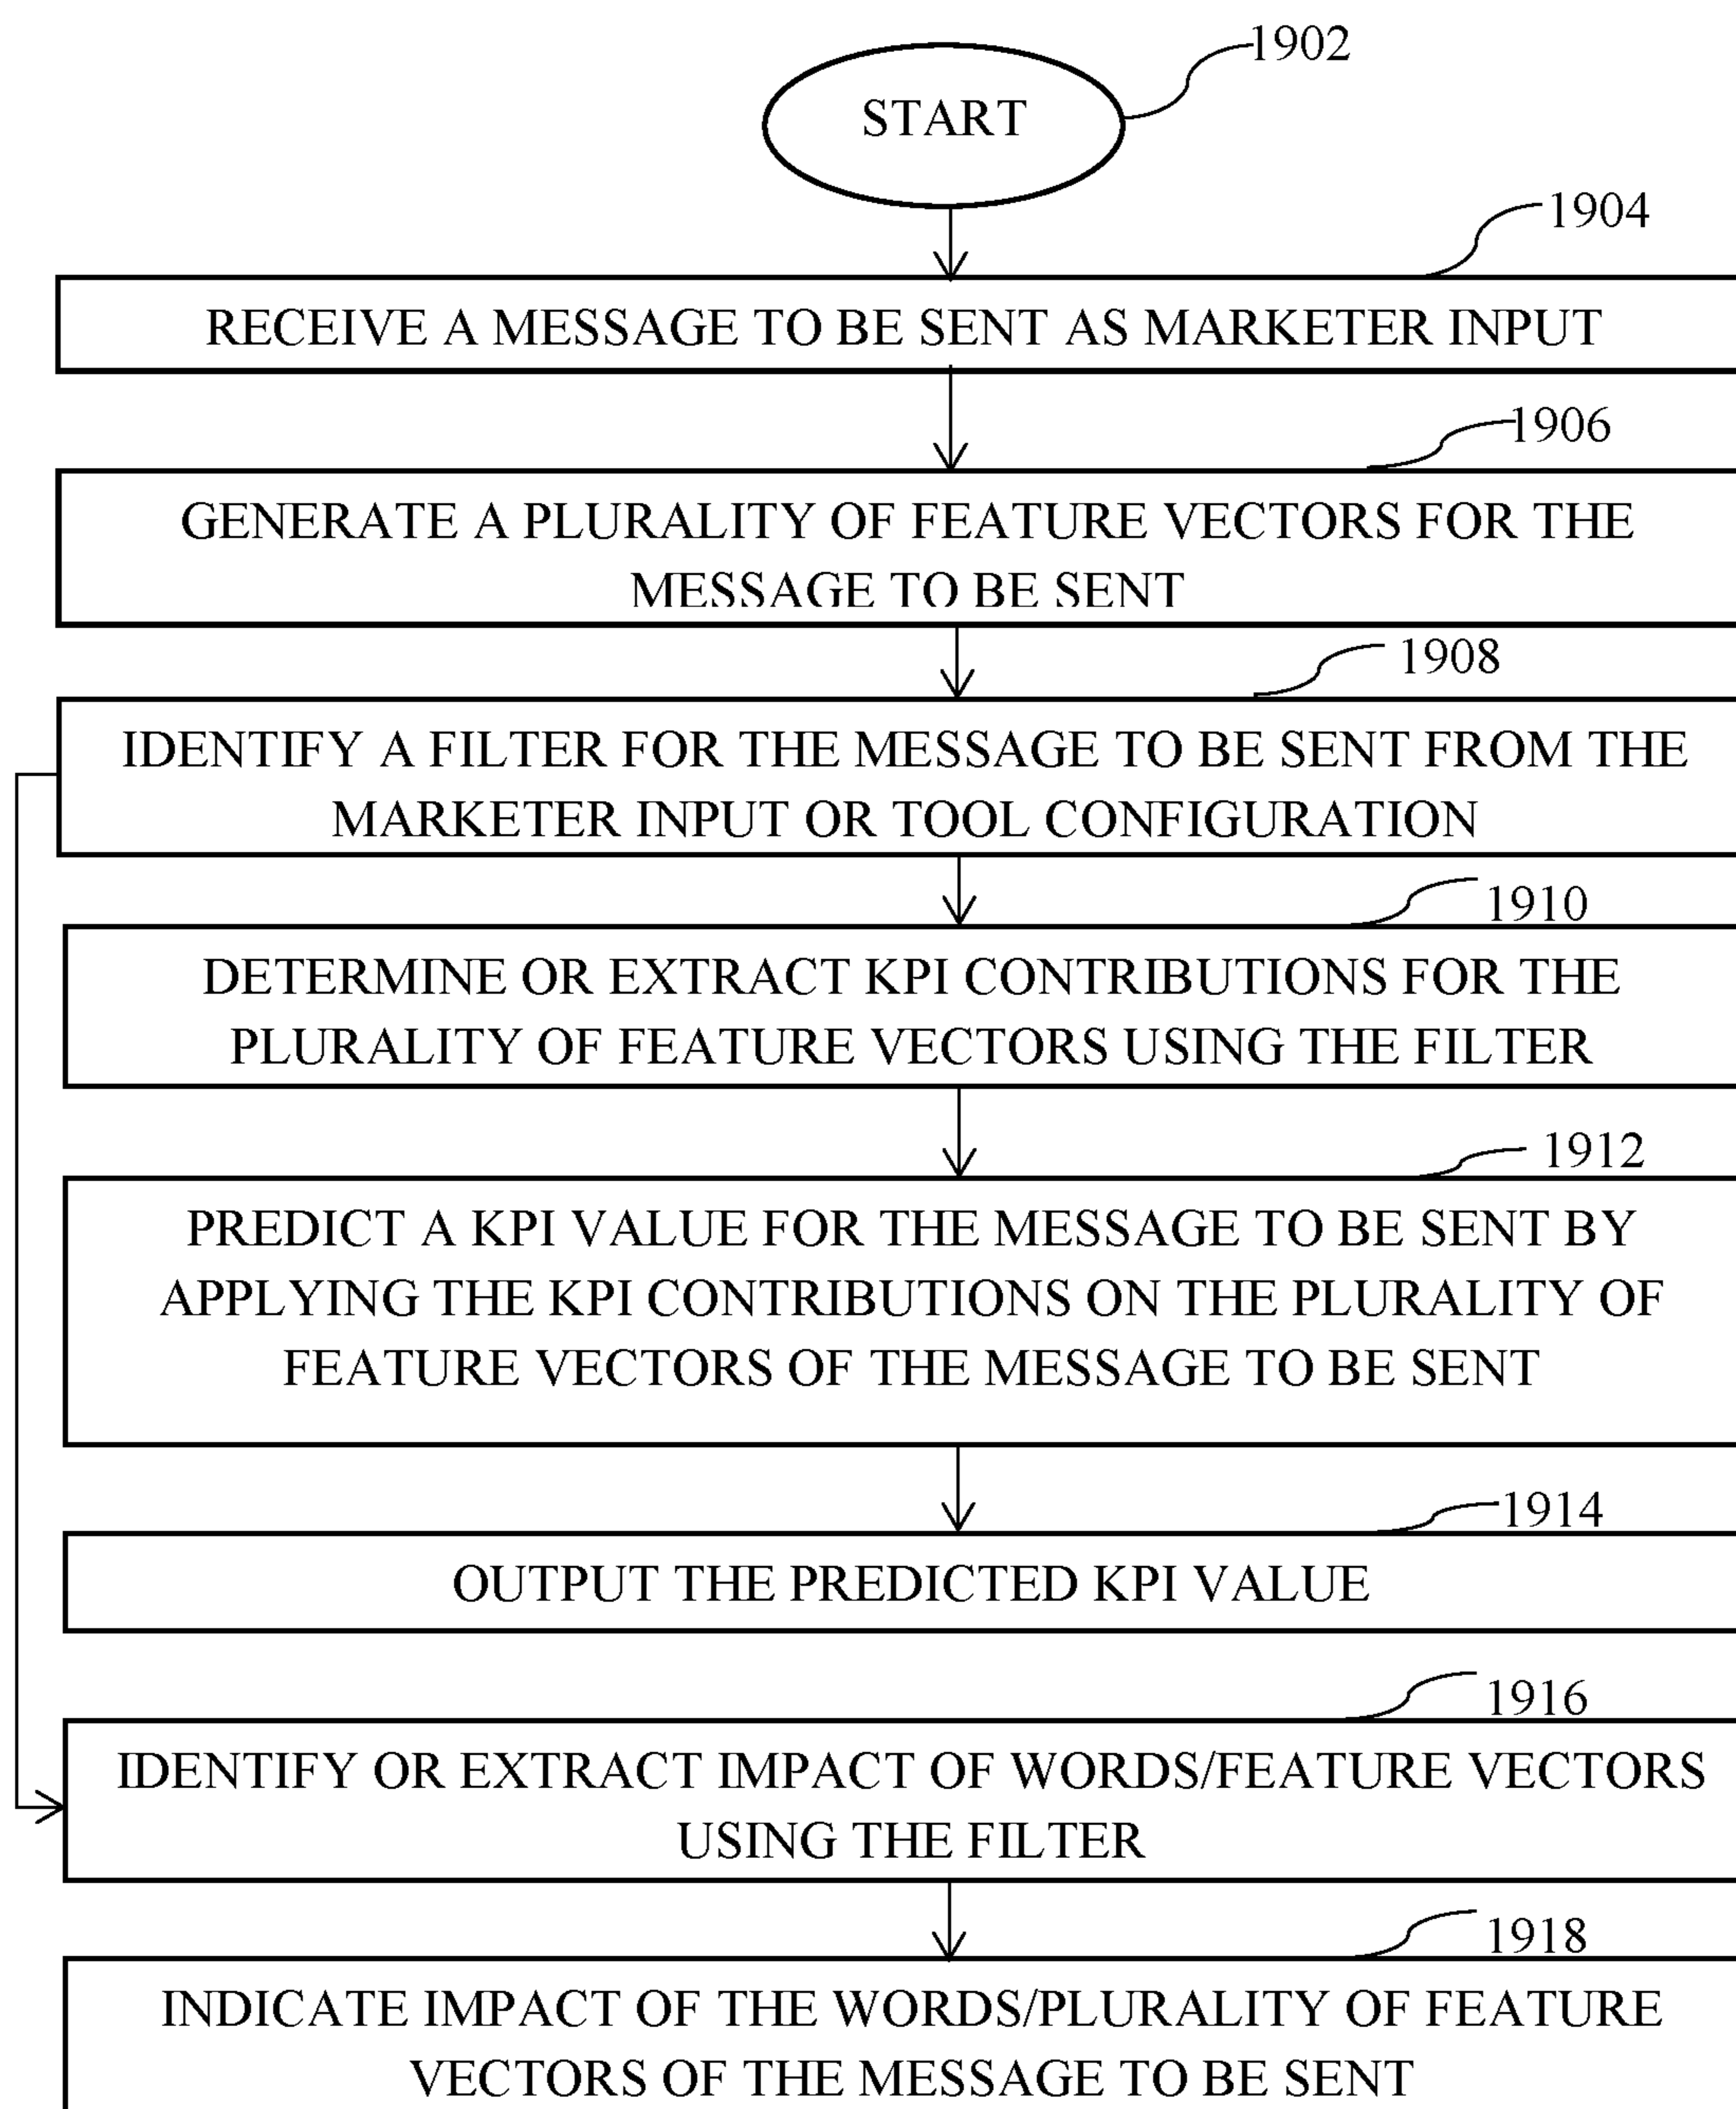 1902
START
1904
RECEIVE A MESSAGE TO BE SENT AS MARKETER INPUT
1906
GENERATE A PLURALITY OF FEATURE VECTORS FOR THE
MESSAGE TO BE SENT
1908
IDENTIFY A FILTER FOR THE MESSAGE TO BE SENT FROM THE
MARKETER INPUT OR TOOL CONFIGURATION
1910
DETERMINE OR EXTRACT KPI CONTRIBUTIONS FOR THE
PLURALITY OF FEATURE VECTORS USING THE FILTER
1912
PREDICT A KPI VALUE FOR THE MESSAGE TO BE SENT BY
APPLYING THE KPI CONTRIBUTIONS ON THE PLURALITY OF
FEATURE VECTORS OF THE MESSAGE TO BE SENT
1914
OUTPUT THE PREDICTED KPI VALUE
1916
IDENTIFY OR EXTRACT IMPACT OF WORDS/FEATURE VECTORS
USING THE FILTER
1918
INDICATE IMPACT OF THE WORDS/PLURALITY OF FEATURE
VECTORS OF THE MESSAGE TO BE SENT